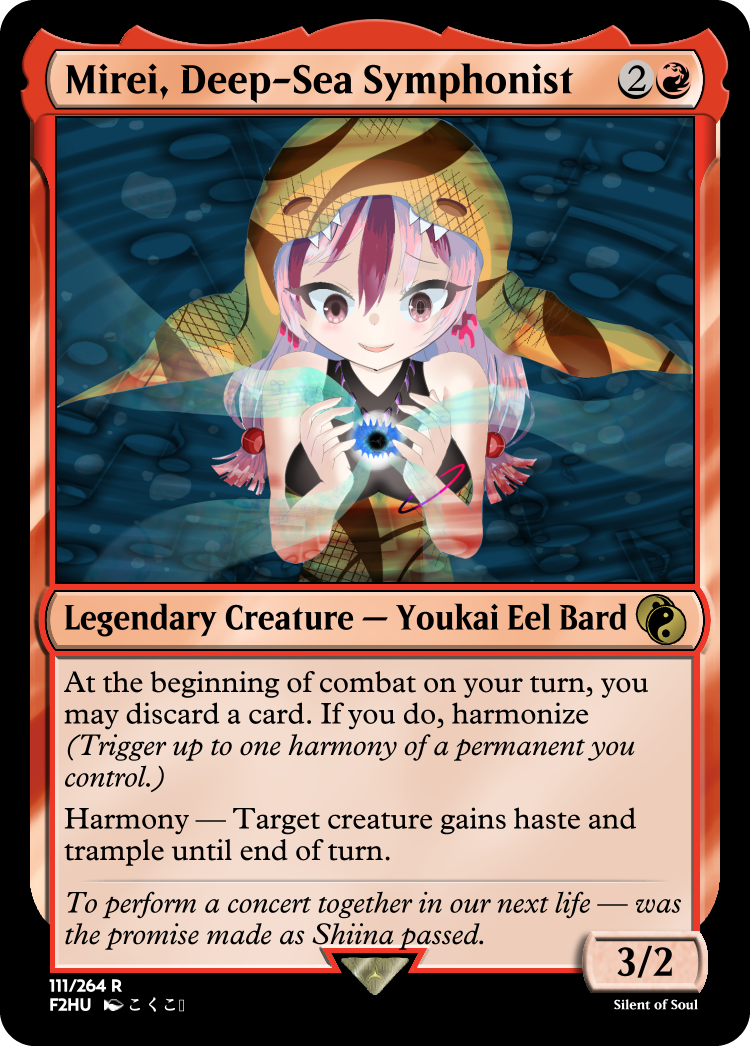 Mirei, Deep-Sea Symphonist 2
Legendary Creature — Youkai Eel Bard
At the beginning of combat on your turn, you
may discard a card. If you do, harmonize
(Trigger up to one harmony of a permanent you
control.)
Harmony — Target creature gains haste and
trample until end of turn.
To perform a concert together in our next life — was
the promise made as Shiina passed.
3/2
111/264 R
F2HU こくこ
Silent of Soul